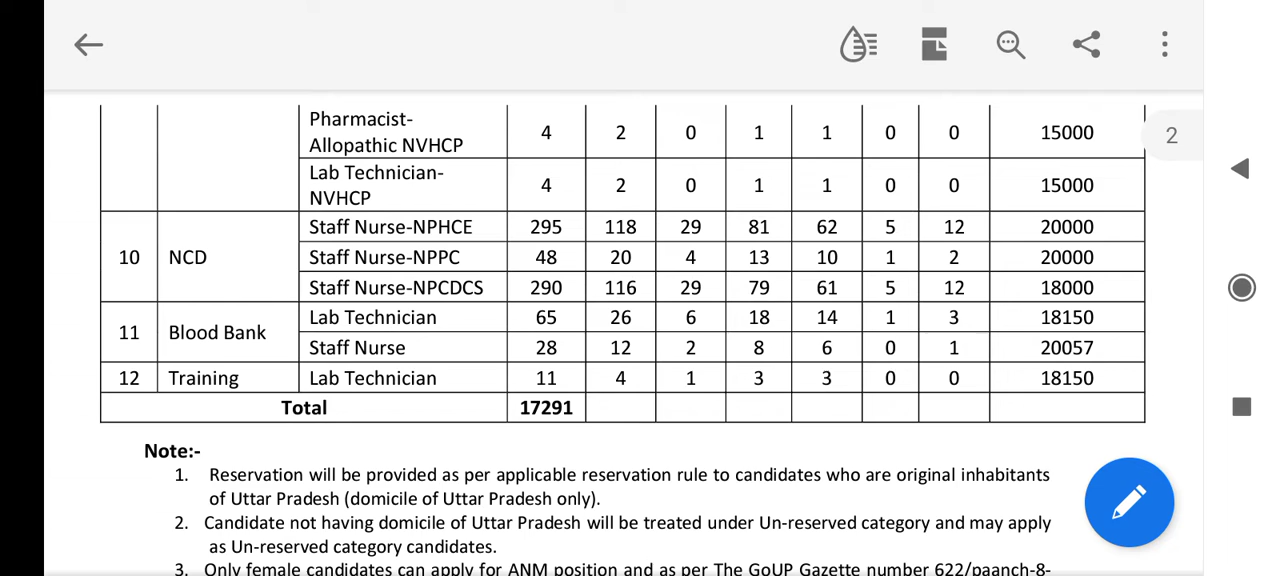 Pharmacist-
Allopathic NVHCP 4 2 0 1 1 0 0 15000
2
Lab Technician-
NVHCP 4 2 0 1 1 0 0 15000
10 NCD Staff Nurse-NPHCE 295 118 29 81 62 5 12 20000
Staff Nurse-NPPC 48 20 4 13 10 1 2 20000
Staff Nurse-NPCDCS 290 116 29 79 61 5 12 18000
11 Blood Bank Lab Technician 65 26 6 18 14 1 3 18150
Staff Nurse 28 12 2 8 6 0 1 20057
12 Training Lab Technician 11 4 1 3 3 0 0 18150
Total 17291
Note:-
1. Reservation will be provided as per applicable reservation rule to candidates who are original inhabitants
of Uttar Pradesh (domicile of Uttar Pradesh only).
2. Candidate not having domicile of Uttar Pradesh will be treated under Un-reserved category and may apply
as Un-reserved category candidates.
3. Only female candidates can apply for ANM position and as per The GoUP Gazette number 622/paanch-8-